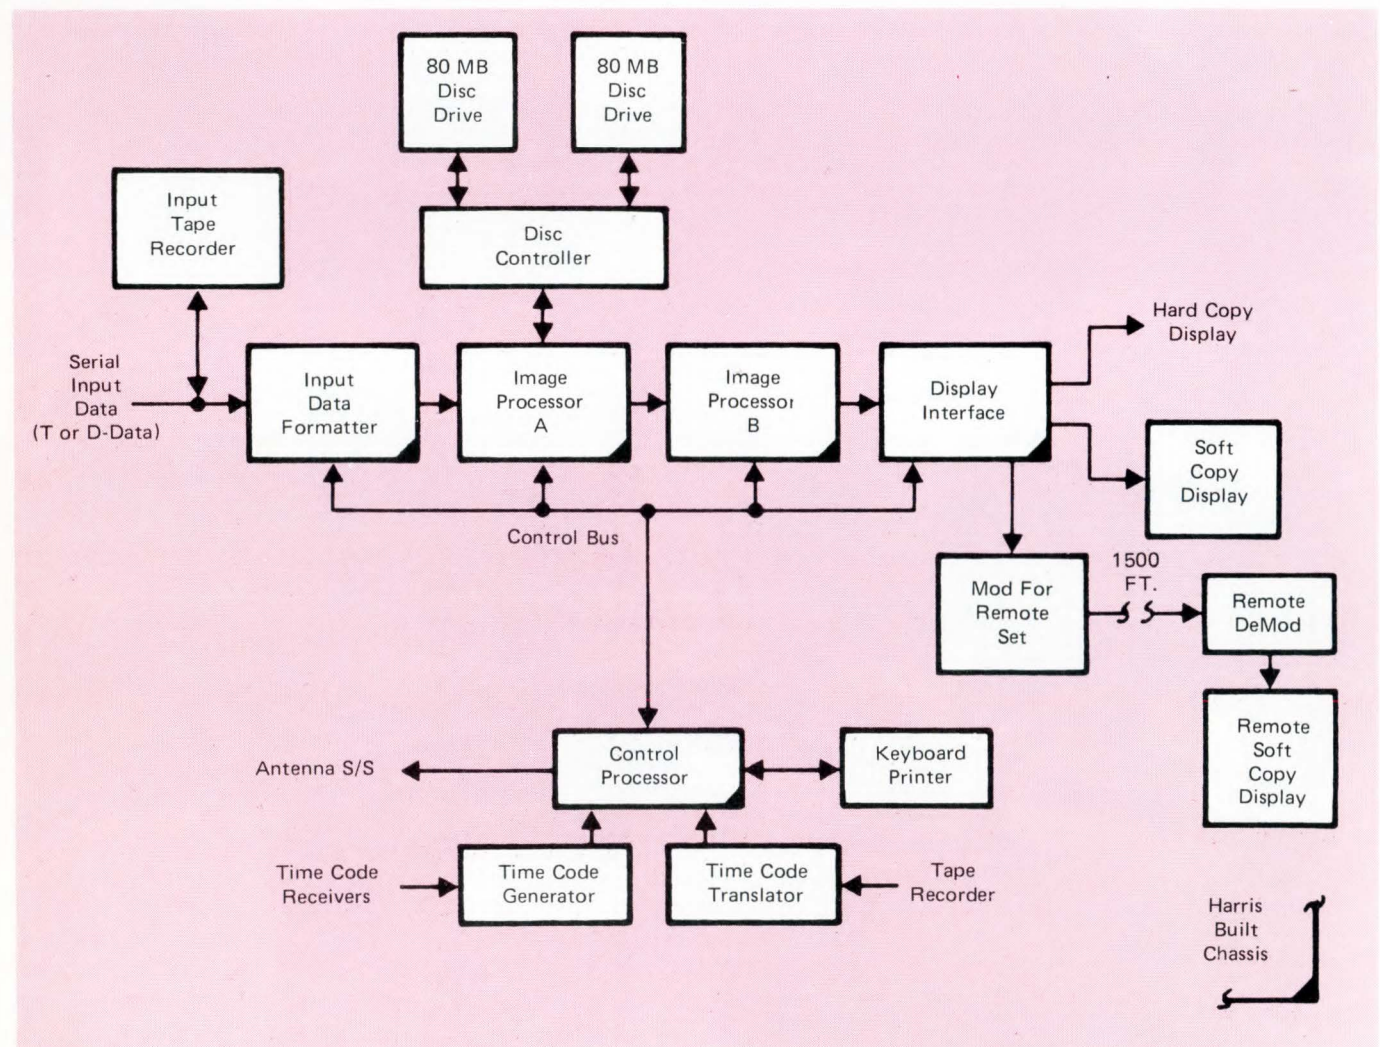 80 MB
Disc
Drive
80 MB
Disc
Drive
Input
Tape
Recorder
Disc
Controller
Serial
Input
Data
(T or D-Data)
Input
Data
Formatter
Image
Processor
A
Image
Processor
B
Display
Interface
Hard Copy
Display
Soft
Copy
Display
Control Bus
Mod For
Remote
Set
1500
FT.
Remote
DeMod
Remote
Soft
Copy
Display
Antenna S/S
Control
Processor
Keyboard
Printer
Time Code
Receivers
Time Code
Generator
Time Code
Translator
Tape
Recorder
Harris
Built
Chassis